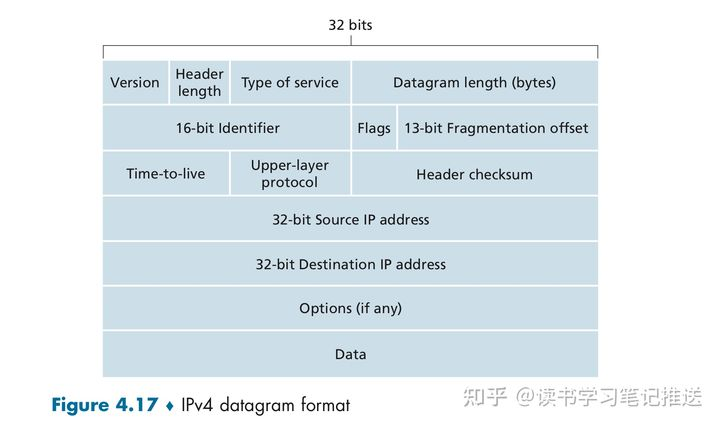 32 bits
Version
Header
length
Type of service
Datagram length (bytes)
16-bit Identifier
Flags
13-bit Fragmentation offset
Time-to-live
Upper-layer
protocol
Header checksum
32-bit Source IP address
32-bit Destination IP address
Options (if any)
Data
Figure 4.17 ♦ IPv4 datagram format
知乎 @读书学习笔记推送